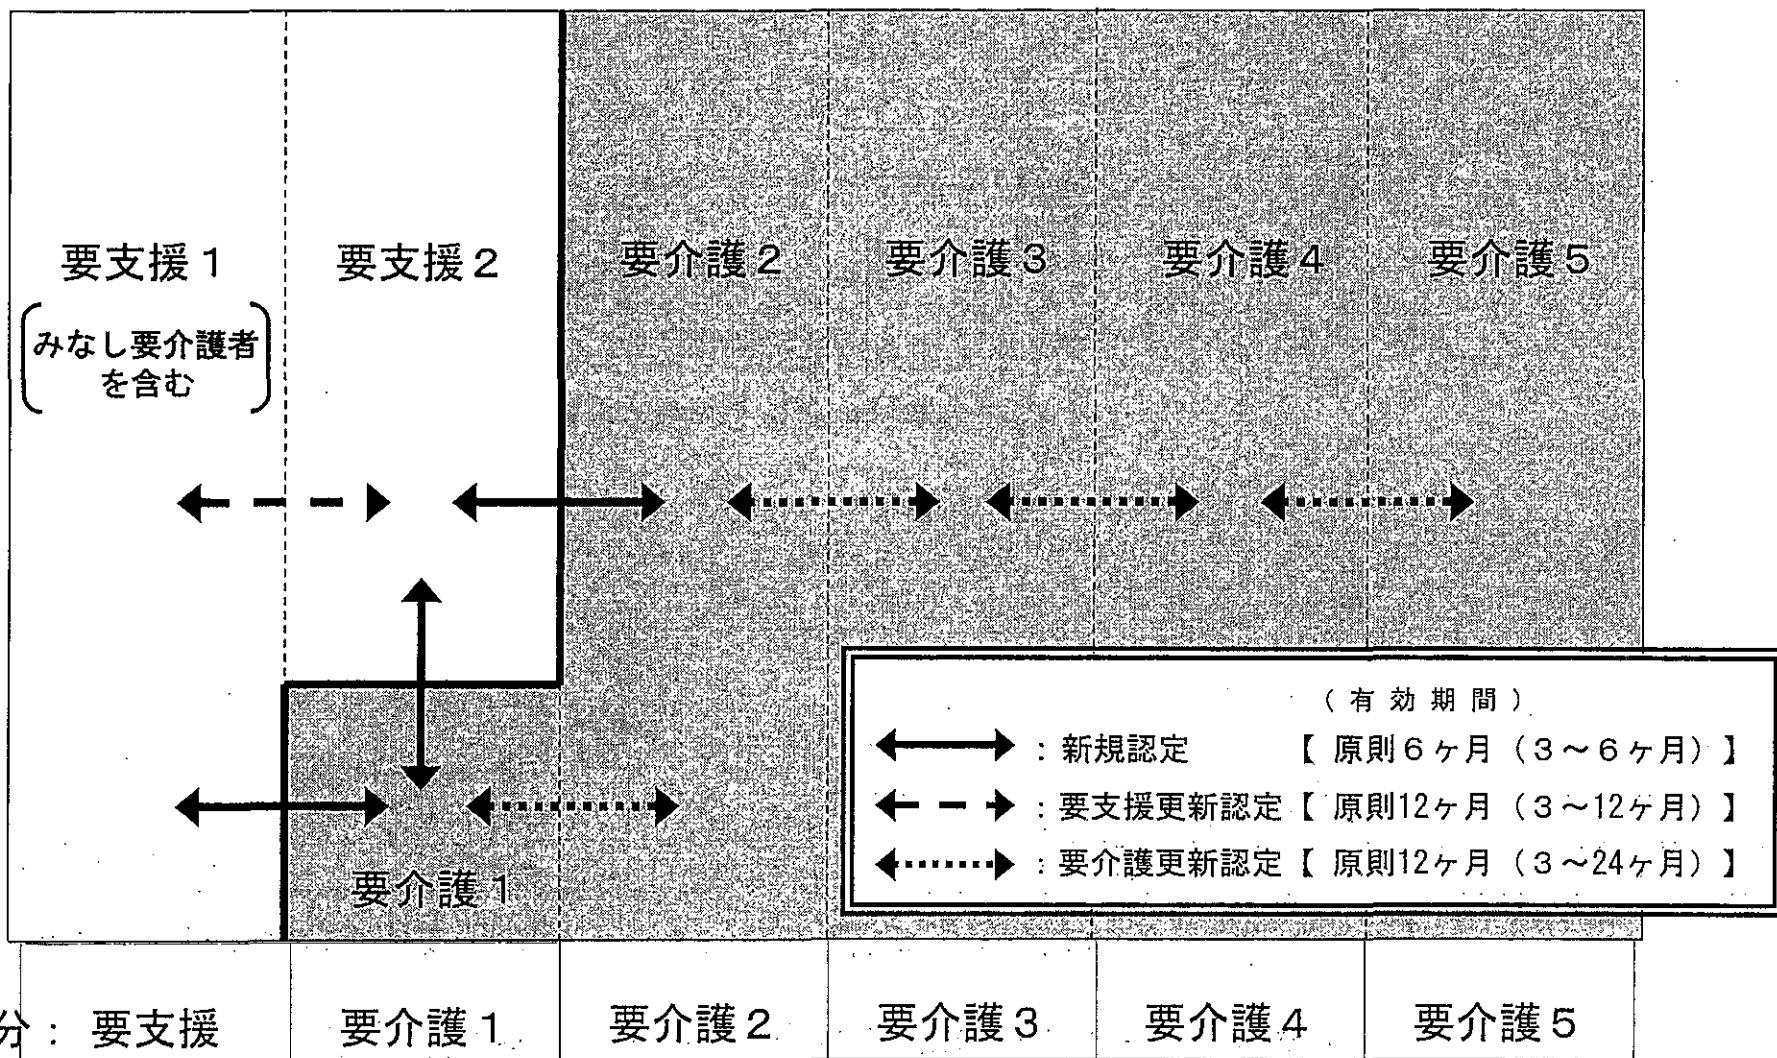 要支援1
要支援2
要介護2
要介護3
要介護4
要介護5
みなし要介護者
を含む
(有効期間)
:新規認定 【原則6ヶ月(3~6ヶ月)】
:要支援更新認定【原則12ヶ月(3~12ヶ月)】
:要介護更新認定【原則12ヶ月(3~24ヶ月)】
要介護1
分: 要支援
要介護1
要介護2
要介護3
要介護4
要介護5